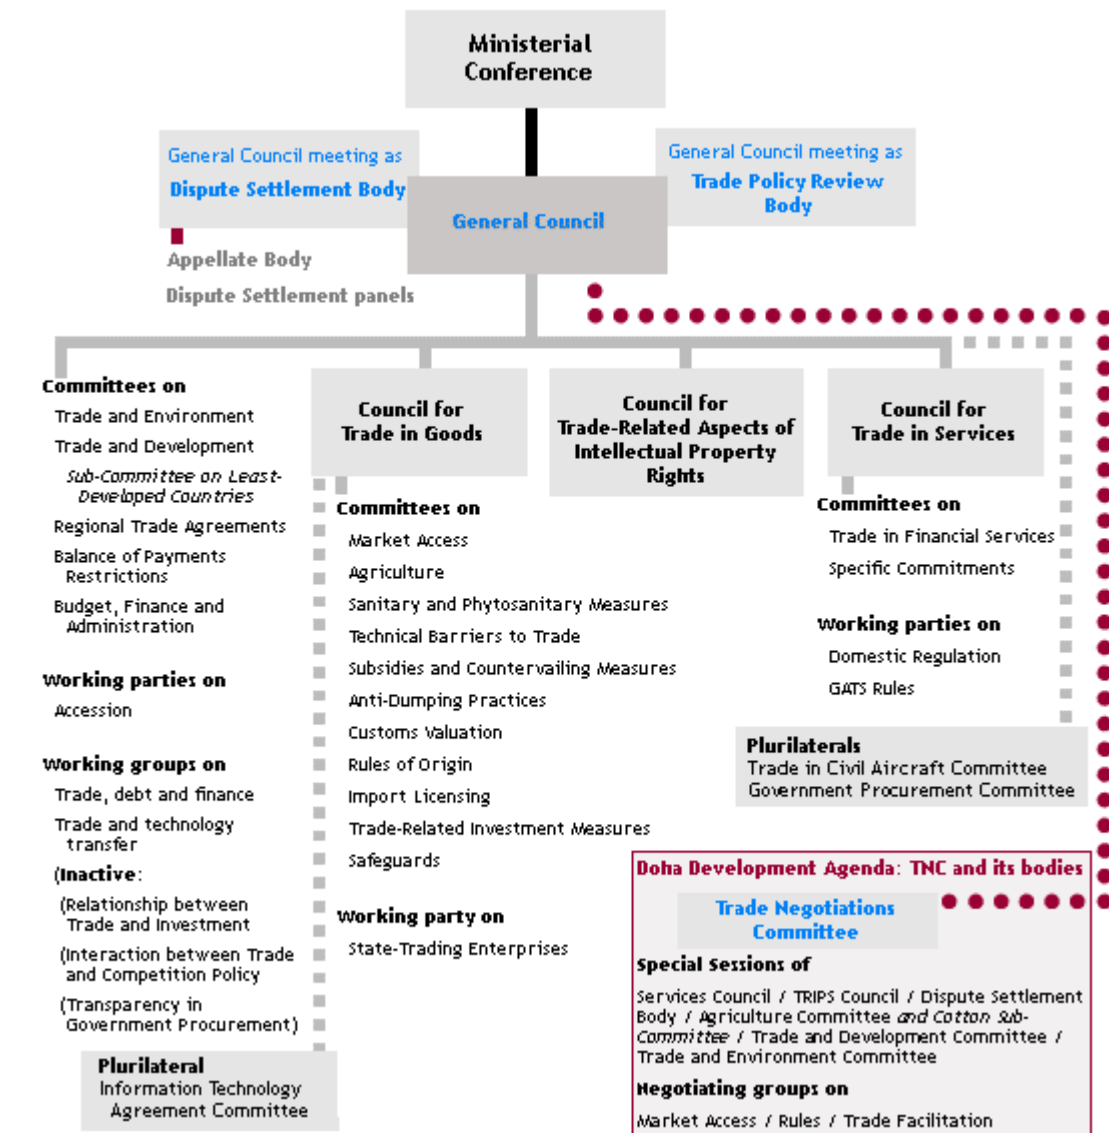 Ministerial
Conference
General Council meeting as
Dispute Settlement Body
General Council meeting as
Trade Policy Review
Body
General Council
Appellate Body
Dispute Settlement panels
Committees on
Trade and Environment
Trade and Development
Sub-Committee on Least-
Developed Countries
Regional Trade Agreements
Balance of Payments
Restrictions
Budget, Finance and
Administration
Working parties on
Accession
Working groups on
Trade, debt and finance
Trade and technology
transfer
(Inactive:
(Relationship between
Trade and Investment
(Interaction between Trade
and Competition Policy
(Transparency in
Government Procurement)
Plurilateral
Information Technology
Agreement Committee
Council for
Trade in Goods
Committees on
Market Access
Agriculture
Sanitary and Phytosanitary Measures
Technical Barriers to Trade
Subsidies and Countervailing Measures
Anti-Dumping Practices
Customs Valuation
Rules of Origin
Import Licensing
Trade-Related Investment Measures
Safeguards
Working party on
State-Trading Enterprises
Council for
Trade-Related Aspects of
Intellectual Property
Rights
Council for
Trade in Services
Committees on
Trade in Financial Services
Specific Commitments
Working parties on
Domestic Regulation
GATS Rules
Plurilaterals
Trade in Civil Aircraft Committee
Government Procurement Committee
Doha Development Agenda: TNC and its bodies
Trade Negotiations
Committee
Special Sessions of
Services Council / TRIPS Council / Dispute Settlement
Body / Agriculture Committee and Cotton Sub-
Committee / Trade and Development Committee /
Trade and Environment Committee
Negotiating groups on
Market Access / Rules / Trade Facilitation